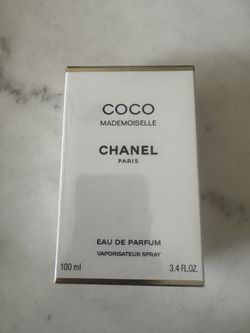 COCO
MADEMOISELLE
CHANEL
PARIS
EAU DE PARFUM
VAPORISATEUR SPRAY
100 ml 3.4 FL.OZ.